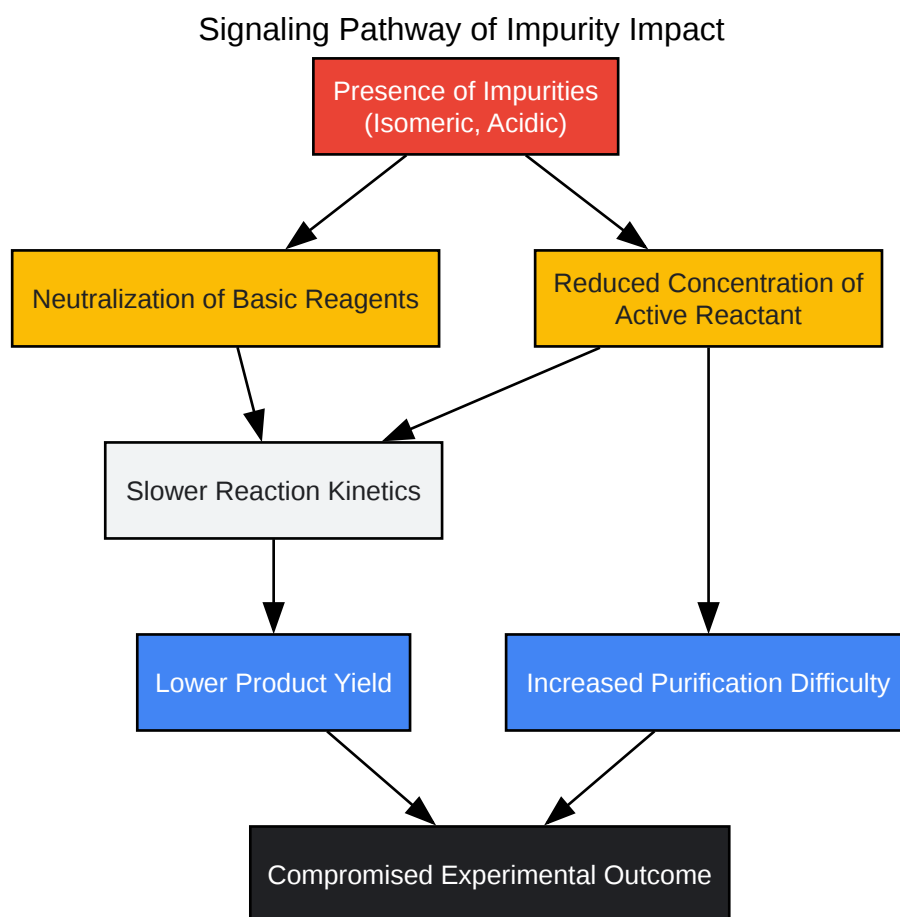 Signaling Pathway of Impurity Impact
Presence of Impurities
(Isomeric, Acidic)
Neutralization of Basic Reagents
Reduced Concentration of
Active Reactant
Slower Reaction Kinetics
Lower Product Yield
Increased Purification Difficulty
Compromised Experimental Outcome